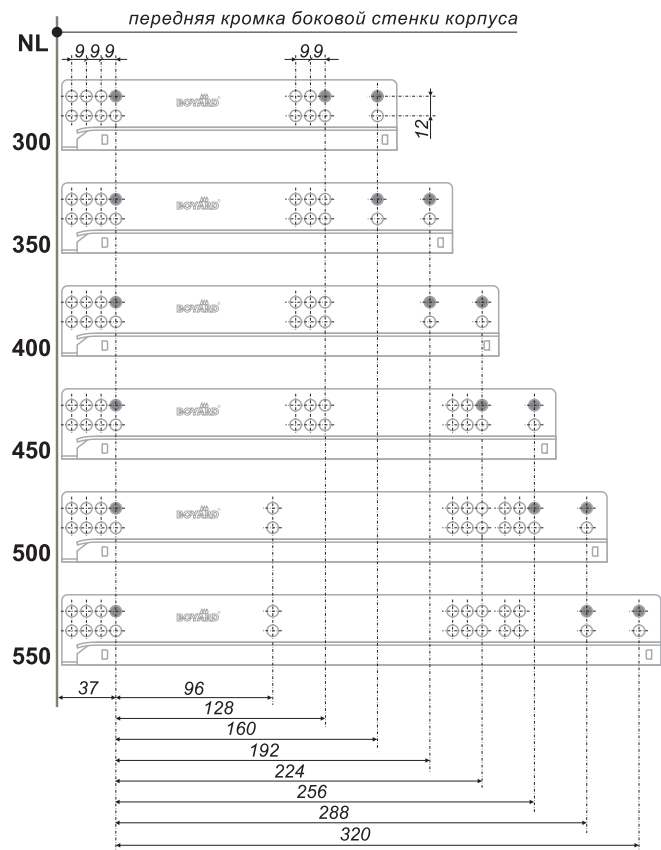 передняя кромка боковой стенки корпуса
NL
9 9 9 9 9
BOYARD
12
300
BOYARD
350
BOYARD
400
BOYARD
450
BOYARD
500
BOYARD
550
37 96
128
160
192
224
256
288
320